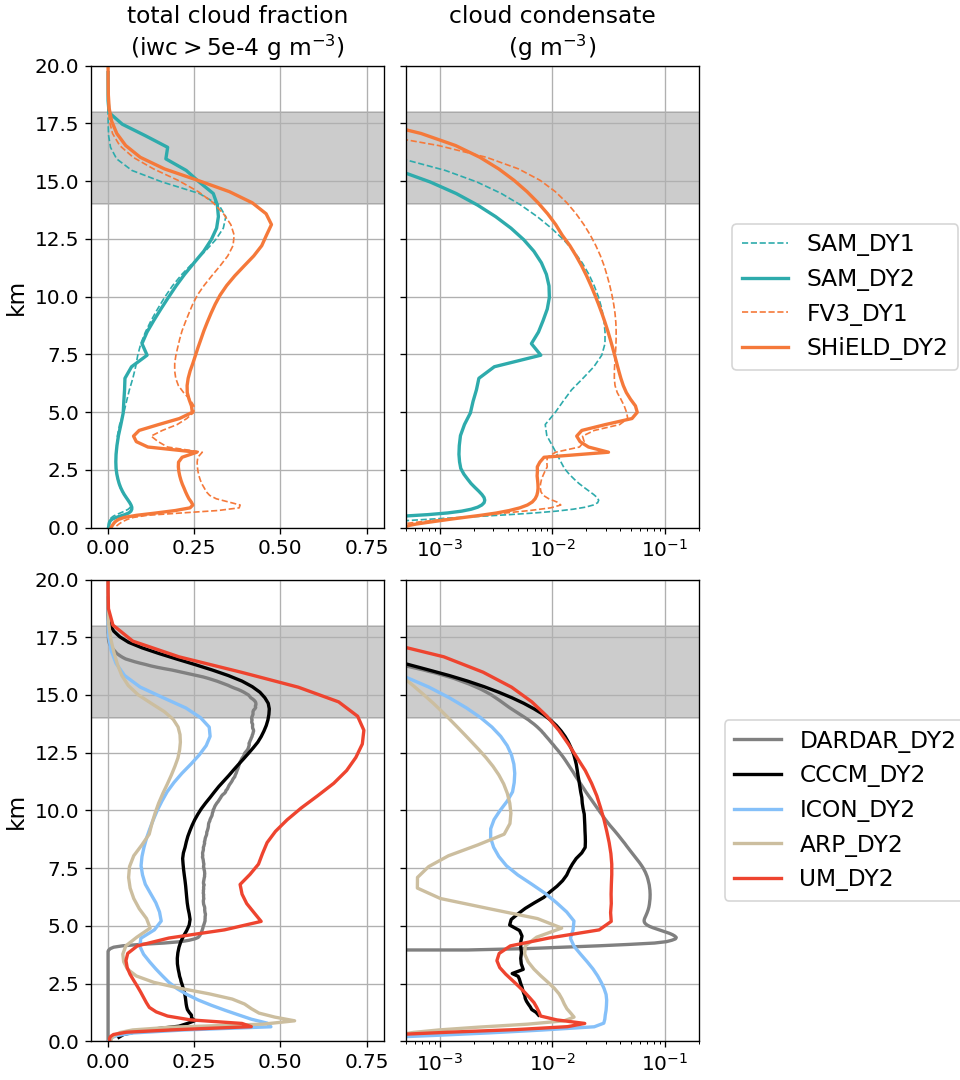 total cloud fraction
(iwc > 5e-4 g m⁻³)
cloud condensate
(g m⁻³)
20.0
17.5
15.0
12.5
10.0
7.5
5.0
2.5
0.0
km
0.00 0.25 0.50 0.75
10⁻³ 10⁻² 10⁻¹
SAM_DY1
SAM_DY2
FV3_DY1
SHiELD_DY2
20.0
17.5
15.0
12.5
10.0
7.5
5.0
2.5
0.0
km
0.00 0.25 0.50 0.75
10⁻³ 10⁻² 10⁻¹
DARDAR_DY2
CCCM_DY2
ICON_DY2
ARP_DY2
UM_DY2